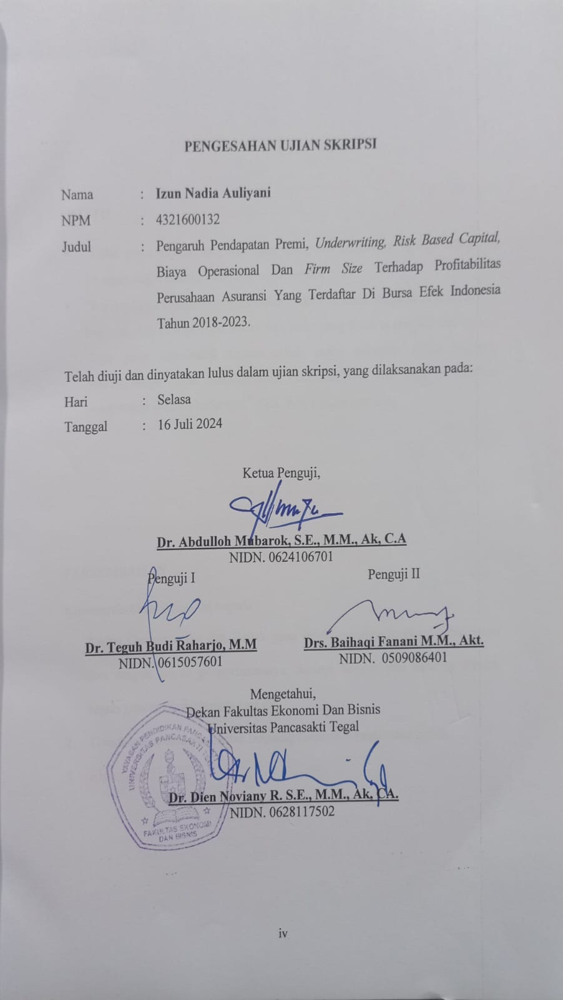 PENGESAHAN UJIAN SKRIPSI
Nama : Izun Nadia Auliyani
NPM : 4321600132
Judul : Pengaruh Pendapatan Premi, Underwriting, Risk Based Capital,
Biaya Operasional Dan Firm Size Terhadap Profitabilitas
Perusahaan Asuransi Yang Terdaftar Di Bursa Efek Indonesia
Tahun 2018-2023.
Telah diuji dan dinyatakan lulus dalam ujian skripsi, yang dilaksanakan pada:
Hari : Selasa
Tanggal : 16 Juli 2024
Ketua Penguji,
Dr. Abdulloh Mubarok, S.E., M.M., Ak, C.A
NIDN. 0624106701
Penguji I
Penguji II
Dr. Teguh Budi Raharjo, M.M
Drs. Baihaqi Fanani M.M., Akt.
NIDN. 0615057601
NIDN. 0509086401
Mengetahui,
Dekan Fakultas Ekonomi Dan Bisnis
Universitas Pancasakti Tegal
YAYASAN PENDIDIKAN PANCASAKTI
UNIVERSITAS PANCASAKTI TEGAL
Dr. Dien Noviany R. S.E., M.M., Ak, CA.
NIDN. 0628117502
FAKULTAS EKONOMI
DAN BISNIS
iv